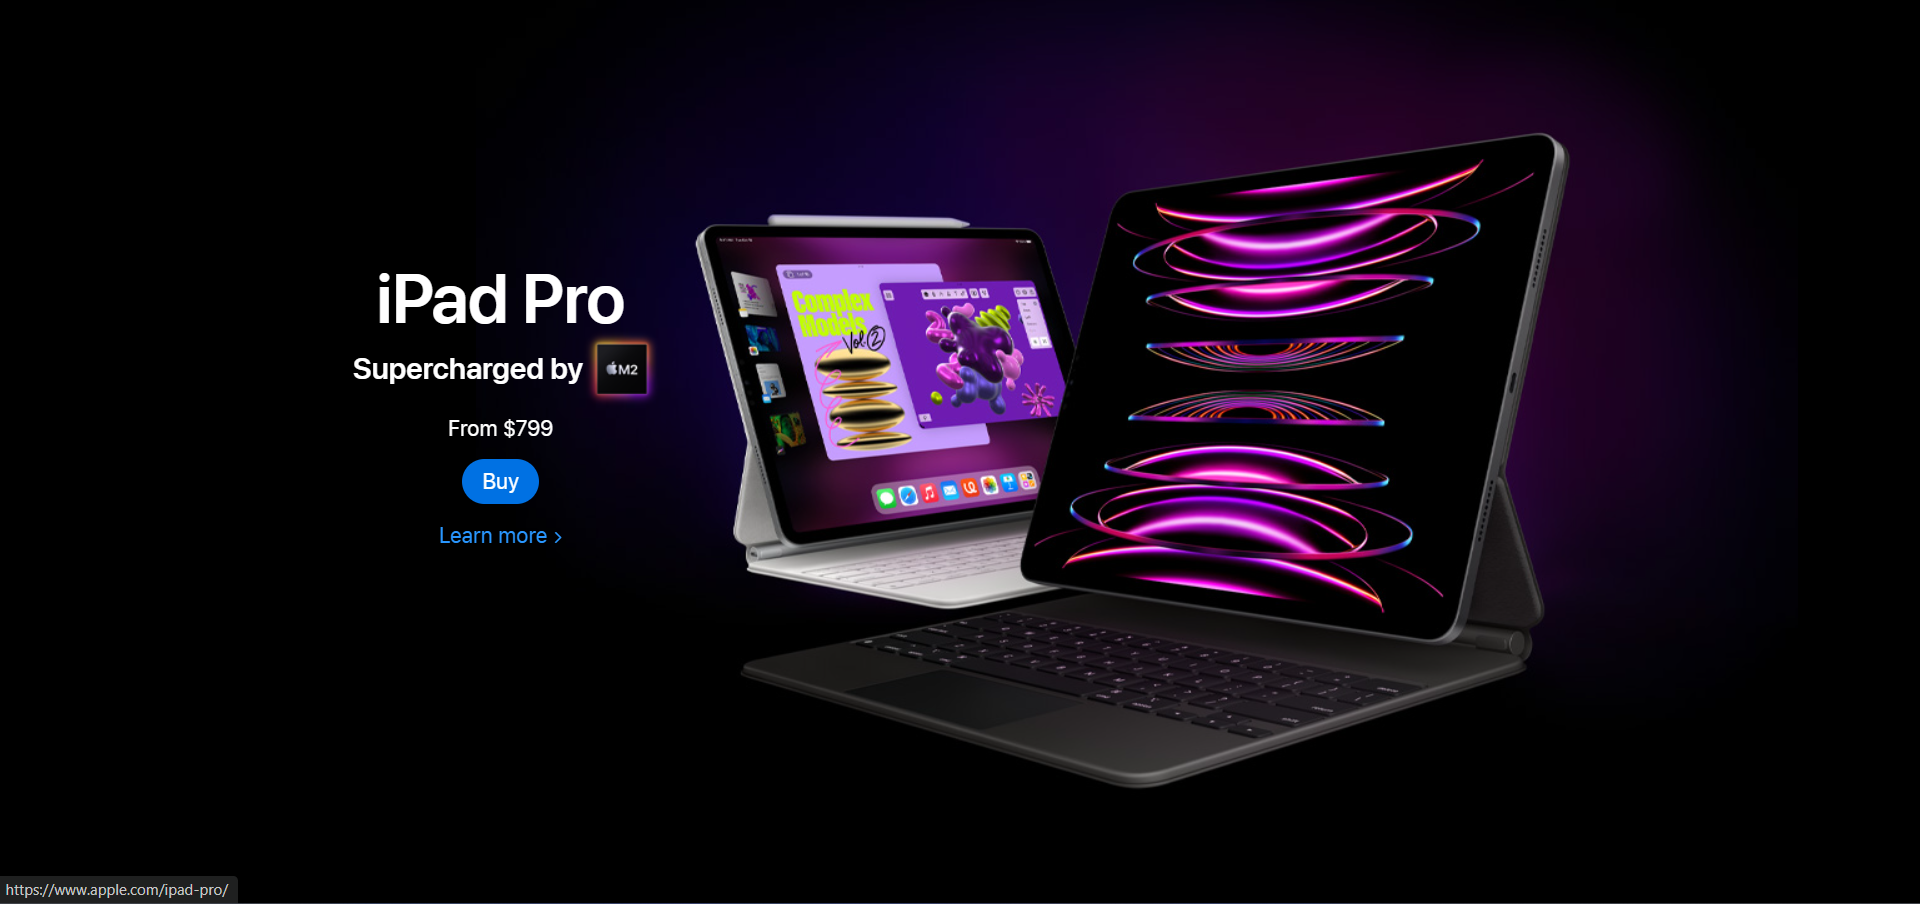 iPad Pro
Supercharged by M2
From $799
Buy
Learn more >
Complex
Models
Vol. 2
https://www.apple.com/ipad-pro/